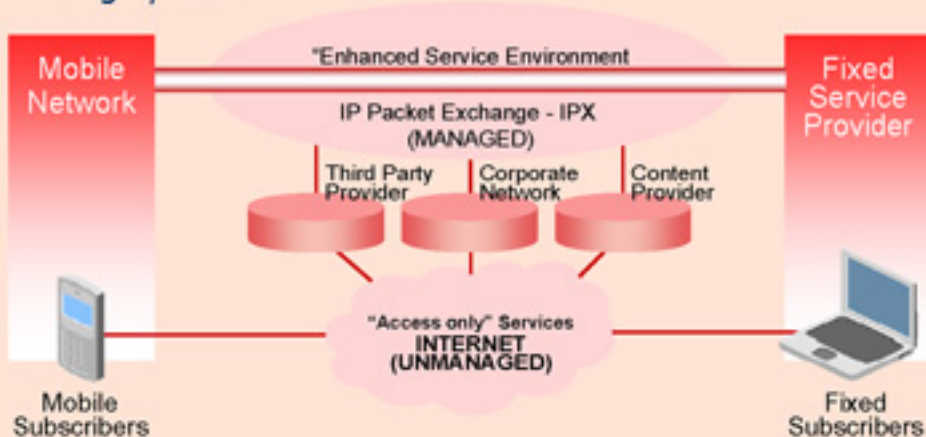 "Enhanced Service Environment
Mobile
Network
Fixed
Service
Provider
IP Packet Exchange - IPX
(MANAGED)
Third Party
Provider
Corporate
Network
Content
Provider
"Access only" Services
INTERNET
(UNMANAGED)
Mobile
Subscribers
Fixed
Subscribers